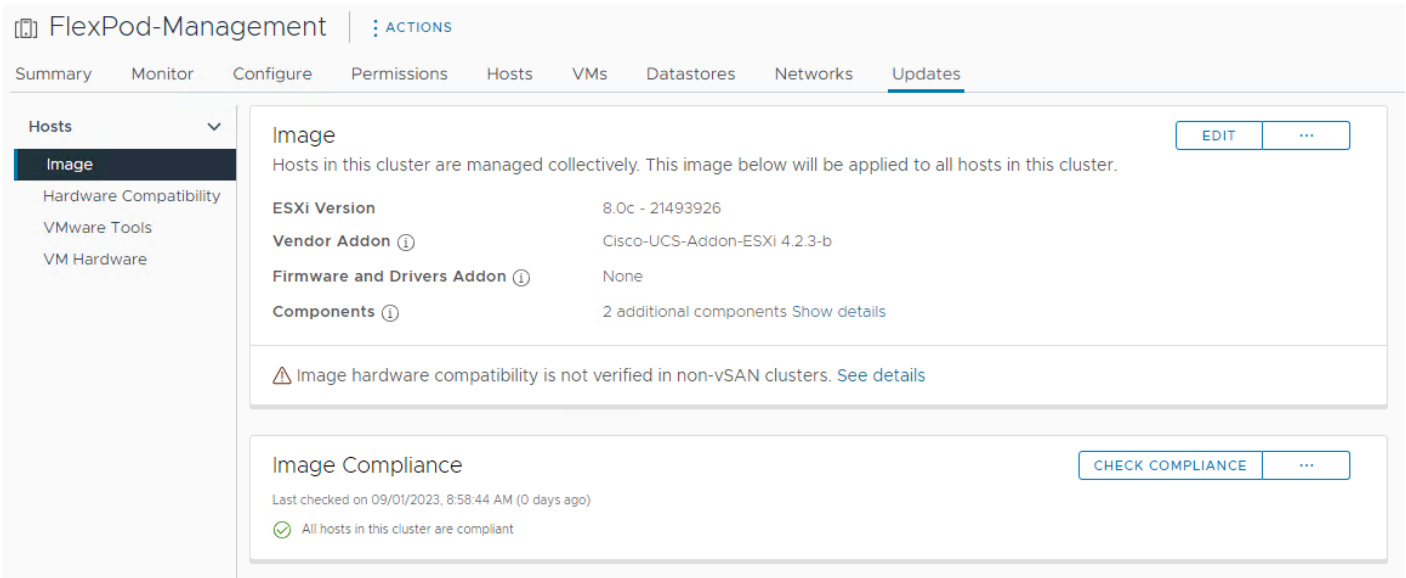 FlexPod-Management
ACTIONS
Summary Monitor Configure Permissions Hosts VMs Datastores Networks Updates
Hosts
Image
Hardware Compatibility
VMware Tools
VM Hardware
Image
EDIT ...
Hosts in this cluster are managed collectively. This image below will be applied to all hosts in this cluster.
ESXi Version 8.0c - 21493926
Vendor Addon Cisco-UCS-Addon-ESXi 4.2.3-b
Firmware and Drivers Addon None
Components 2 additional components Show details
Image hardware compatibility is not verified in non-vSAN clusters. See details
Image Compliance
CHECK COMPLIANCE ...
Last checked on 09/01/2023, 8:58:44 AM (0 days ago)
All hosts in this cluster are compliant